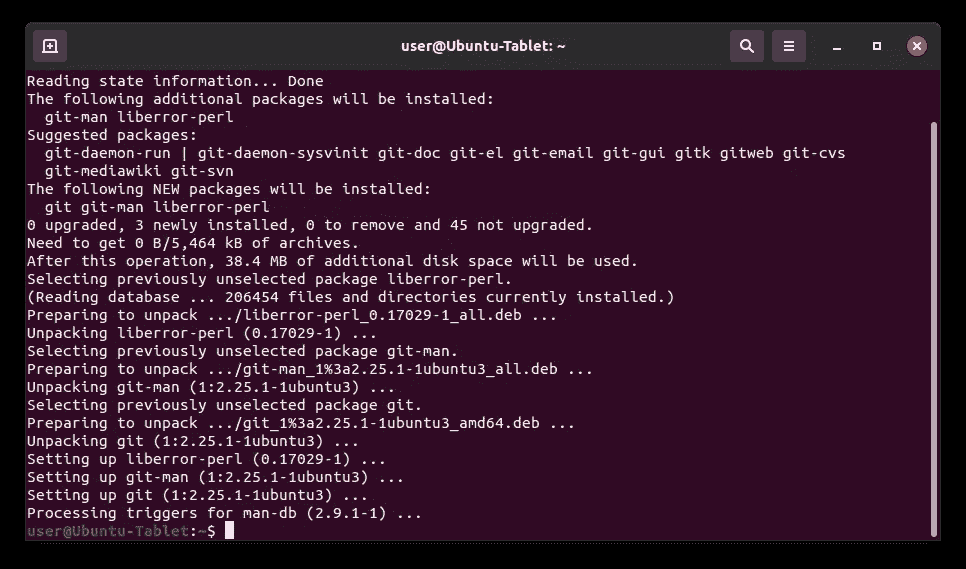 user@Ubuntu-Tablet: ~
Reading state information... Done
The following additional packages will be installed:
  git-man liberror-perl
Suggested packages:
  git-daemon-run | git-daemon-sysvinit git-doc git-el git-email git-gui gitk gitweb git-cvs
  git-mediawiki git-svn
The following NEW packages will be installed:
  git git-man liberror-perl
0 upgraded, 3 newly installed, 0 to remove and 45 not upgraded.
Need to get 0 B/5,464 kB of archives.
After this operation, 38.4 MB of additional disk space will be used.
Selecting previously unselected package liberror-perl.
(Reading database ... 206454 files and directories currently installed.)
Preparing to unpack .../liberror-perl_0.17029-1_all.deb ...
Unpacking liberror-perl (0.17029-1) ...
Selecting previously unselected package git-man.
Preparing to unpack .../git-man_1%3a2.25.1-1ubuntu3_all.deb ...
Unpacking git-man (1:2.25.1-1ubuntu3) ...
Selecting previously unselected package git.
Preparing to unpack .../git_1%3a2.25.1-1ubuntu3_amd64.deb ...
Unpacking git (1:2.25.1-1ubuntu3) ...
Setting up liberror-perl (0.17029-1) ...
Setting up git-man (1:2.25.1-1ubuntu3) ...
Setting up git (1:2.25.1-1ubuntu3) ...
Processing triggers for man-db (2.9.1-1) ...
user@Ubuntu-Tablet:~$